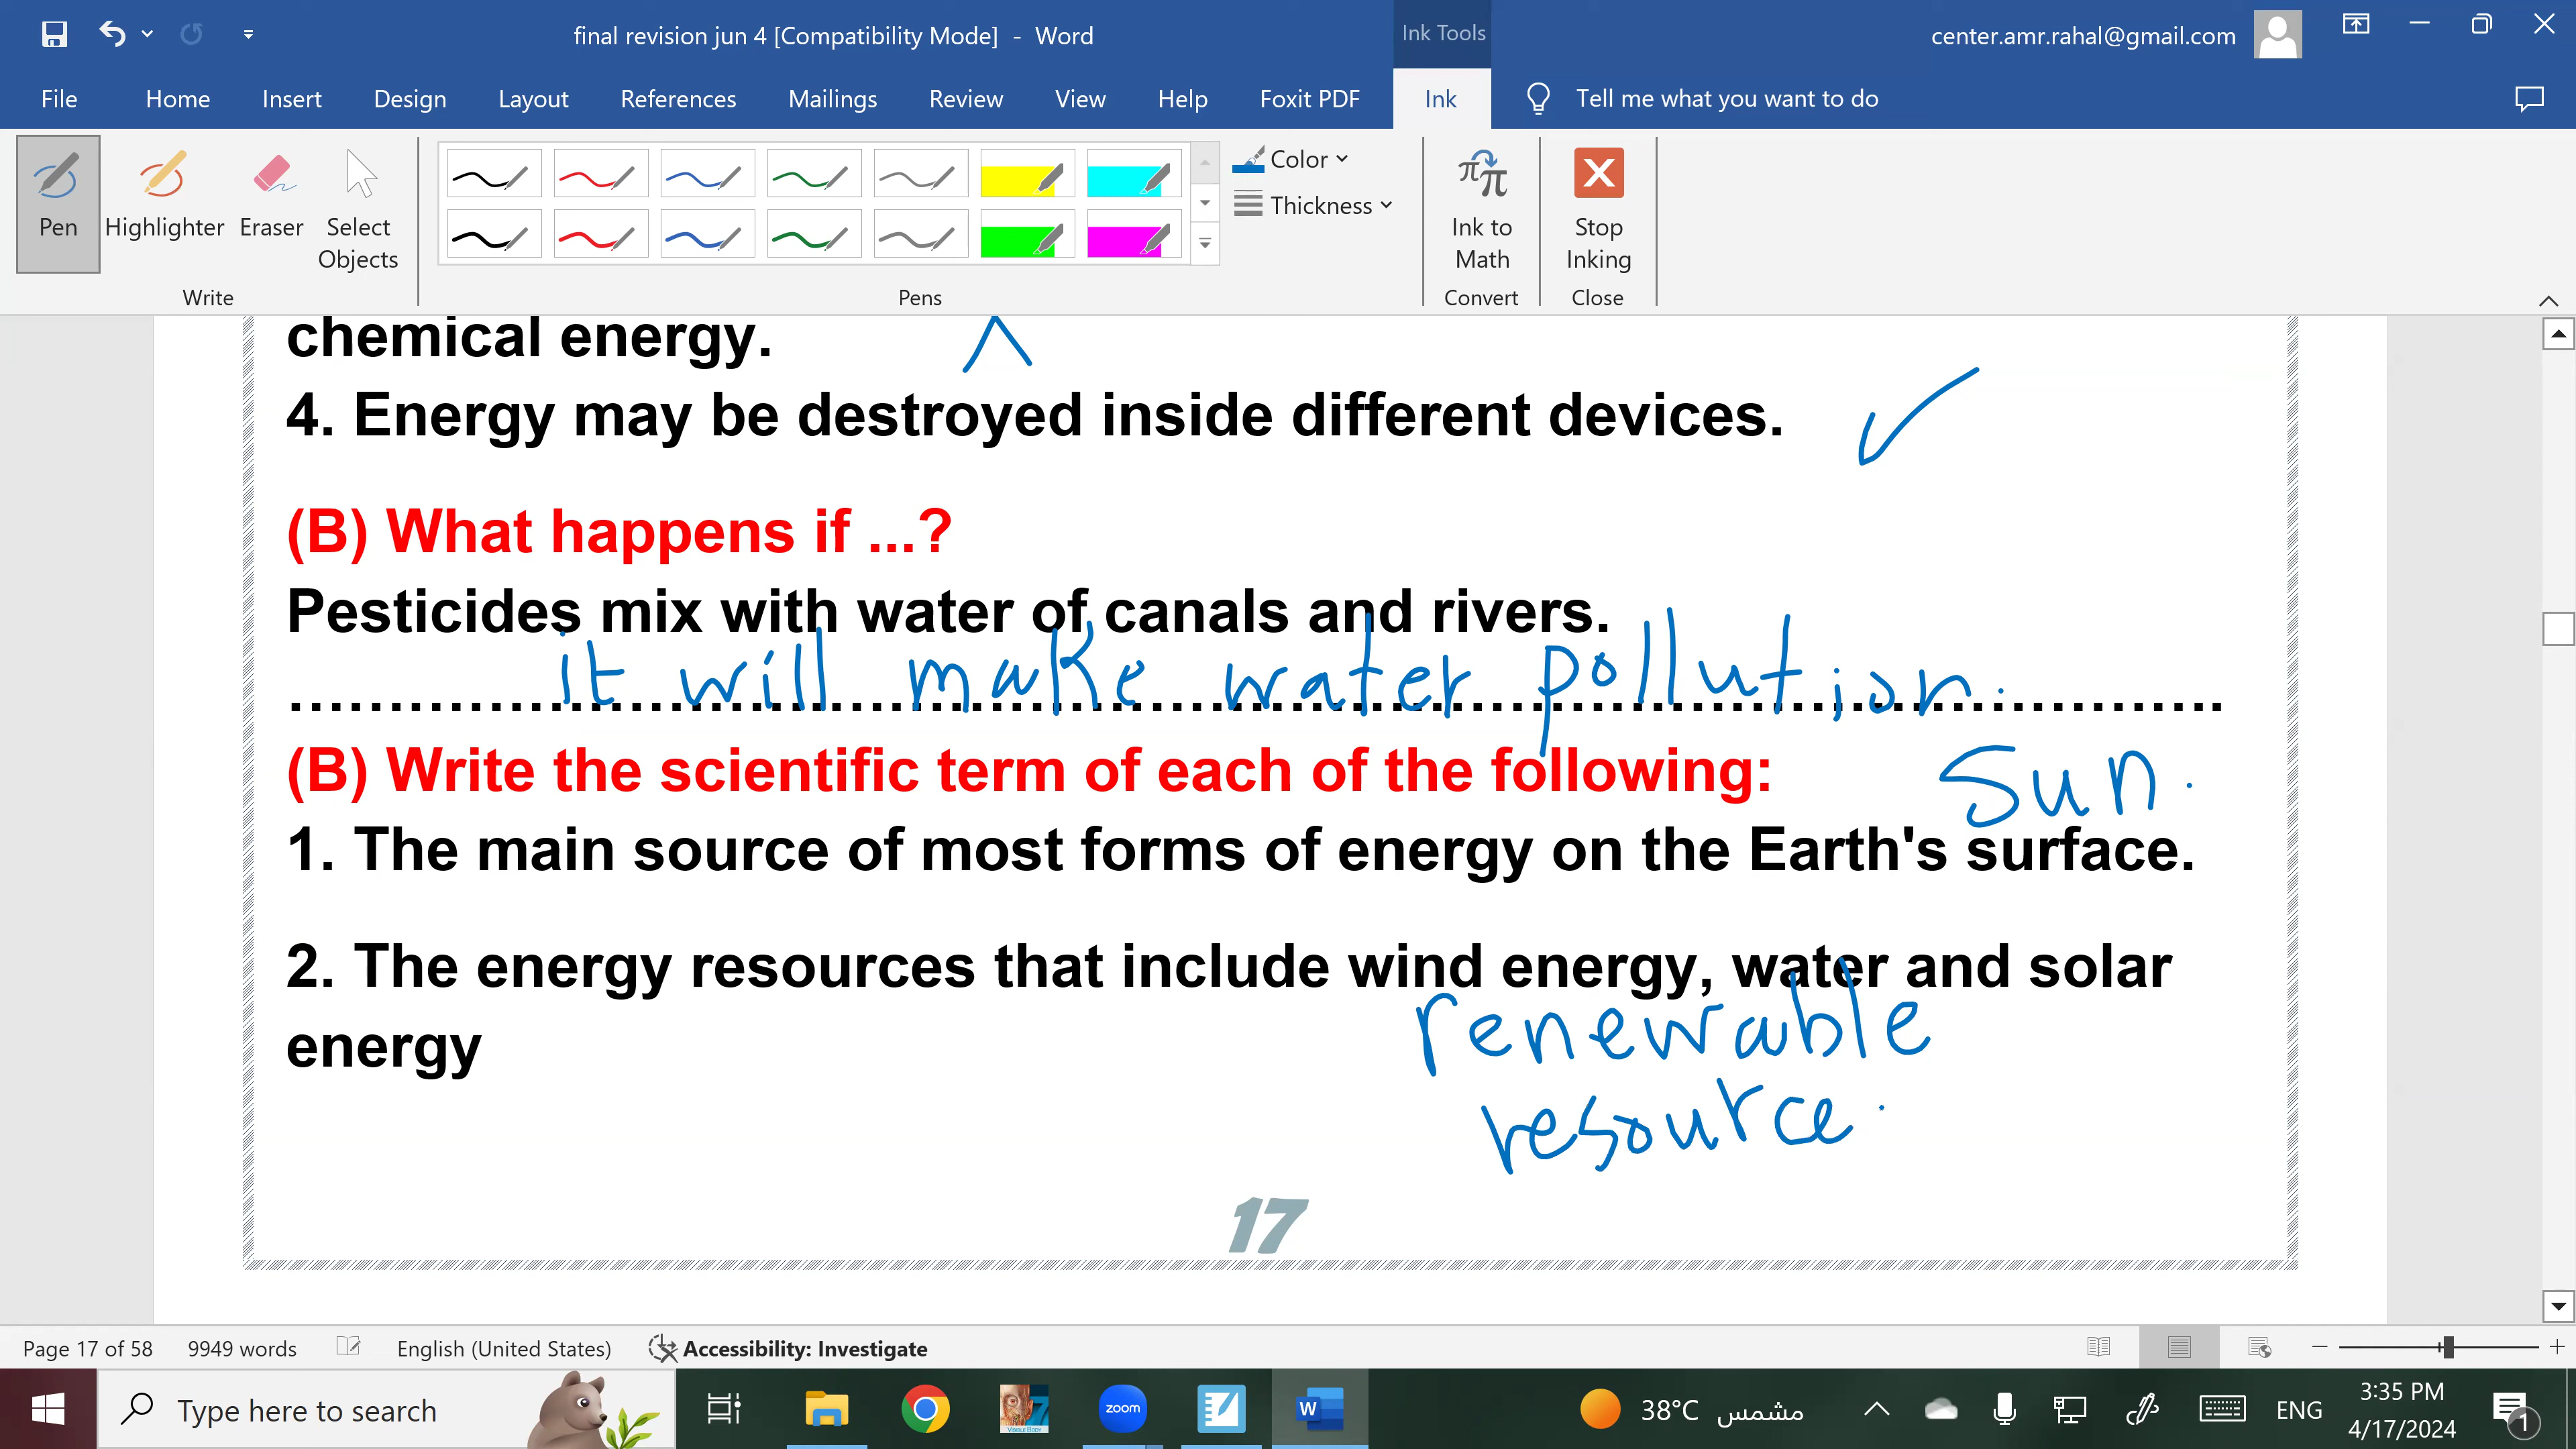 final revision jun 4 [Compatibility Mode] - Word
Ink Tools
center.amr.rahal@gmail.com
File Home Insert Design Layout References Mailings Review View Help Foxit PDF Ink Tell me what you want to do
Pen Highlighter Eraser Select Objects
Color
Thickness
Ink to Math
Stop Inking
Write Pens Convert Close
chemical energy.
4. Energy may be destroyed inside different devices. ✓
(B) What happens if ...?
Pesticides mix with water of canals and rivers.
it will make water pollution.
(B) Write the scientific term of each of the following:
Sun.
1. The main source of most forms of energy on the Earth's surface.
2. The energy resources that include wind energy, water and solar
energy
renewable
resource.
17
Page 17 of 58 9949 words English (United States) Accessibility: Investigate
Type here to search
zoom
W
38°C مشمس
ENG
3:35 PM
4/17/2024
1